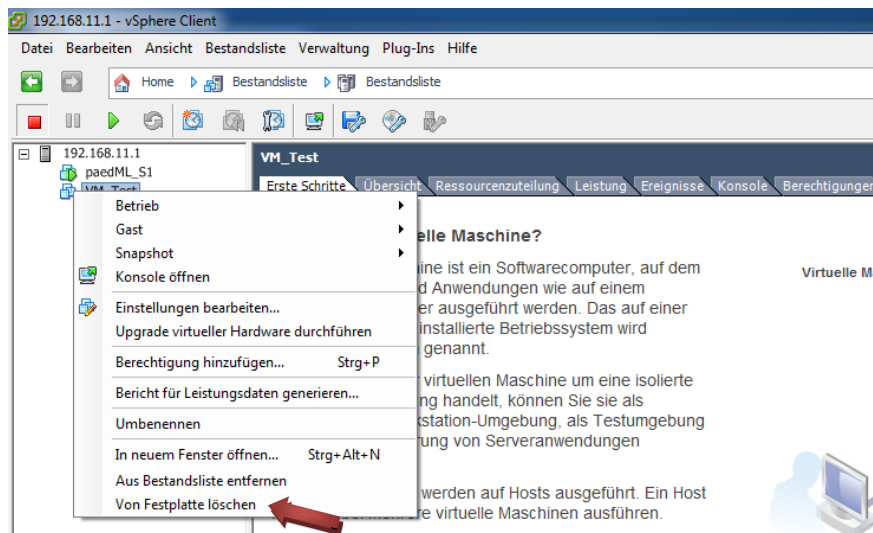 192.168.11.1 - vSphere Client
Datei Bearbeiten Ansicht Bestandsliste Verwaltung Plug-Ins Hilfe
Home Bestandsliste Bestandsliste
192.168.11.1
paedML_S1
VM_Test
VM_Test
Erste Schritte Übersicht Ressourcenzuteilung Leistung Ereignisse Konsole Berechtigungen
Betrieb
Gast
Snapshot
Konsole öffnen
Einstellungen bearbeiten...
Upgrade virtueller Hardware durchführen
Berechtigung hinzufügen... Strg+P
Bericht für Leistungsdaten generieren...
Umbenennen
In neuem Fenster öffnen... Strg+Alt+N
Aus Bestandsliste entfernen
Von Festplatte löschen
elle Maschine?
ine ist ein Softwarecomputer, auf dem
d Anwendungen wie auf einem
er ausgeführt werden. Das auf einer
installierte Betriebssystem wird
genannt.
virtuellen Maschine um eine isolierte
ng handelt, können Sie sie als
kstation-Umgebung, als Testumgebung
rung von Serveranwendungen
werden auf Hosts ausgeführt. Ein Host
re virtuelle Maschinen ausführen.
Virtuelle M